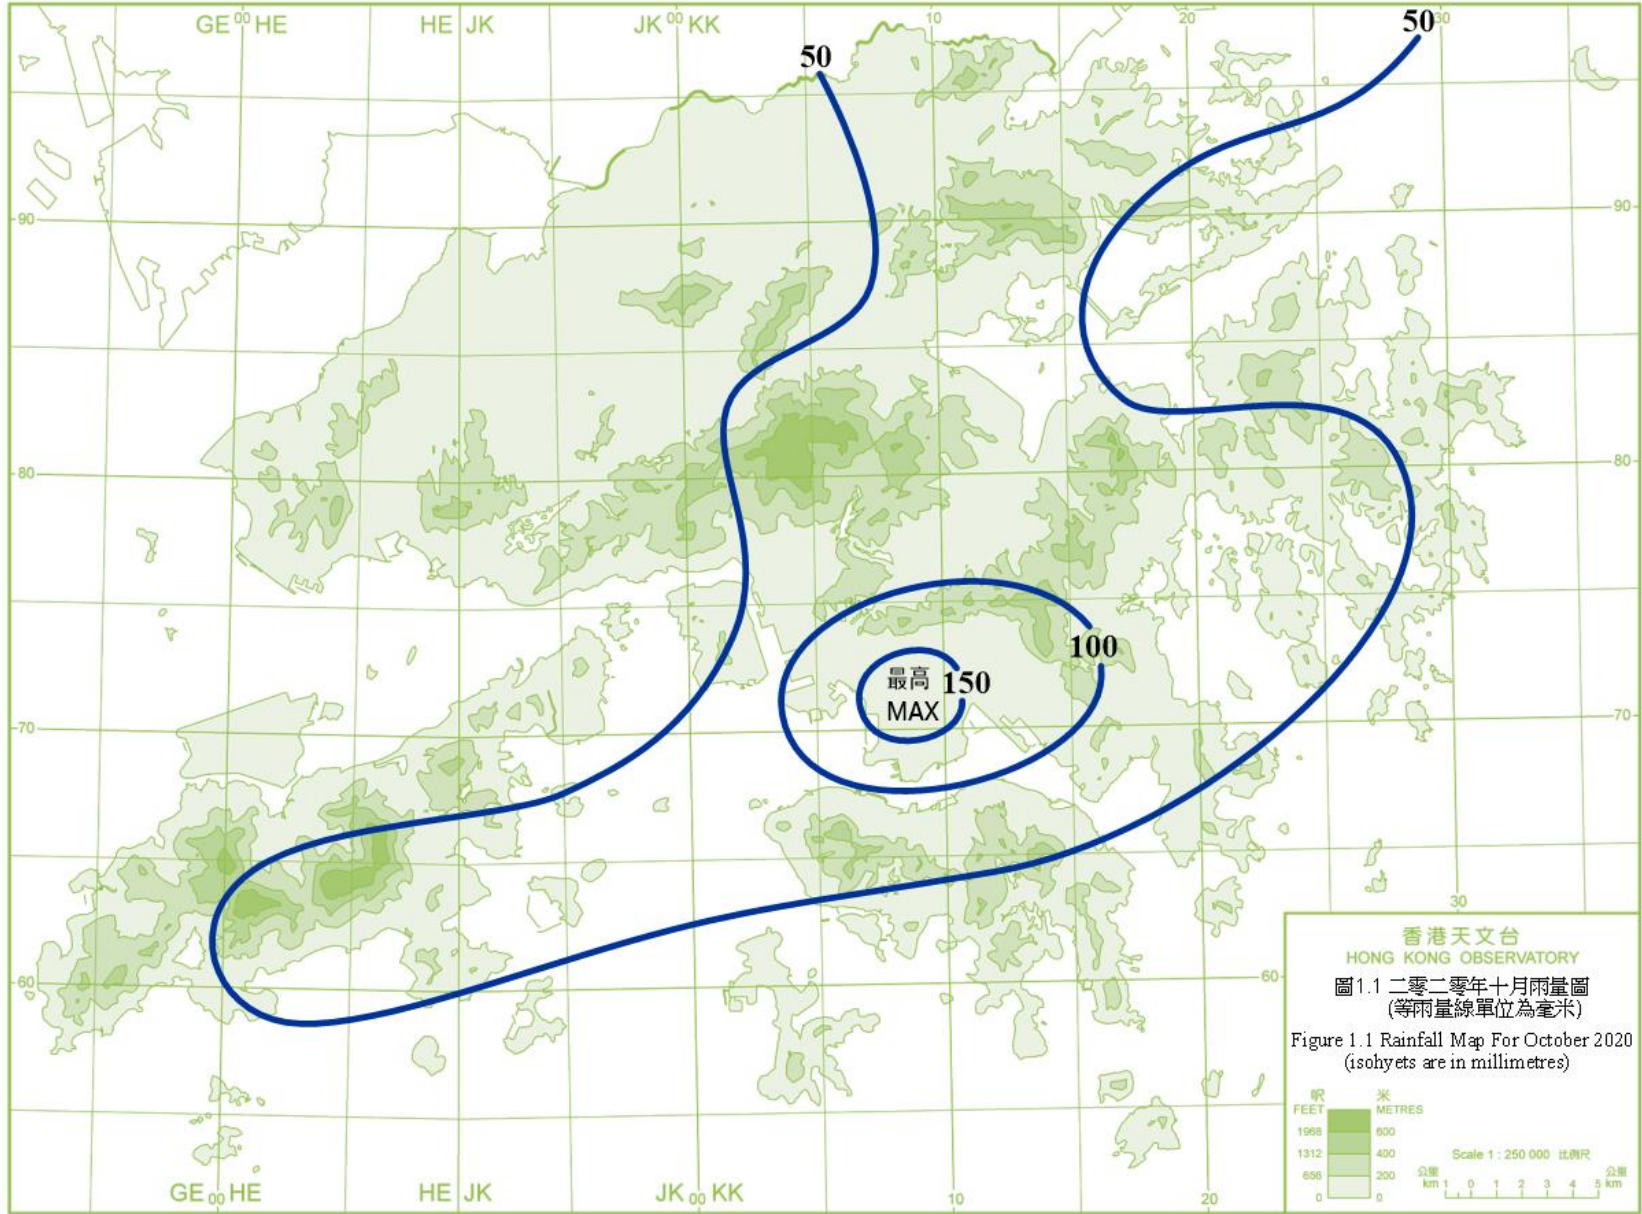 GE 00 HE
HE JK
JK 00 KK
10
20
30
50
50
90
90
80
80
100
最高
150
MAX
70
70
30
60
60
香港天文台
HONG KONG OBSERVATORY
圖1.1 二零二零年十月雨量圖
(等雨量線單位為毫米)
Figure 1.1 Rainfall Map For October 2020
(isohyets are in millimetres)
呎
米
FEET
METRES
1968
600
1312
400
656
200
0
0
Scale 1 : 250 000 比例尺
公里
km
1 0 1 2 3 4 5
公里
km
GE 00 HE
HE JK
JK 00 KK
10
20